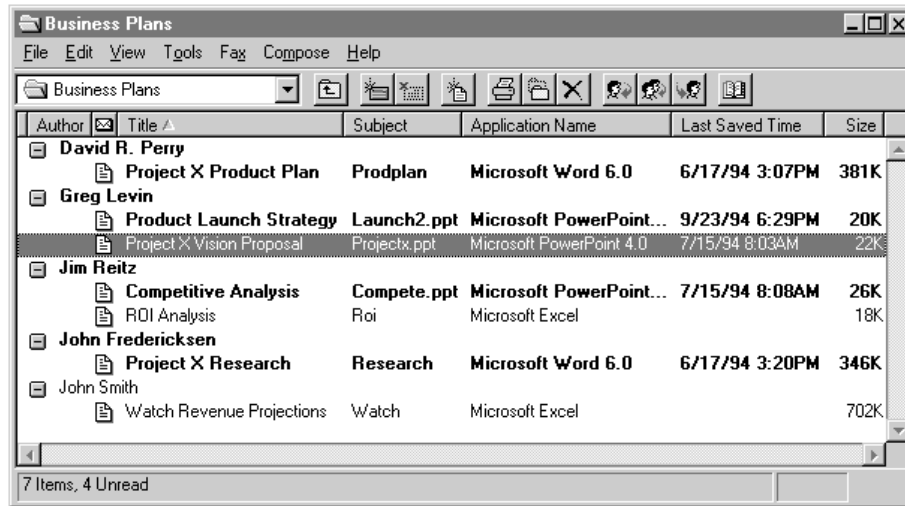 Business Plans
File Edit View Tools Fax Compose Help
Business Plans
Author Title Subject Application Name Last Saved Time Size
David R. Perry
Project X Product Plan Prodplan Microsoft Word 6.0 6/17/94 3:07PM 381K
Greg Levin
Product Launch Strategy Launch2.ppt Microsoft PowerPoint... 9/23/94 6:29PM 20K
Project X Vision Proposal Projectx.ppt Microsoft PowerPoint 4.0 7/15/94 8:03AM 22K
Jim Reitz
Competitive Analysis Compete.ppt Microsoft PowerPoint... 7/15/94 8:08AM 26K
ROI Analysis Roi Microsoft Excel 18K
John Fredericksen
Project X Research Research Microsoft Word 6.0 6/17/94 3:20PM 346K
John Smith
Watch Revenue Projections Watch Microsoft Excel 702K
7 Items, 4 Unread